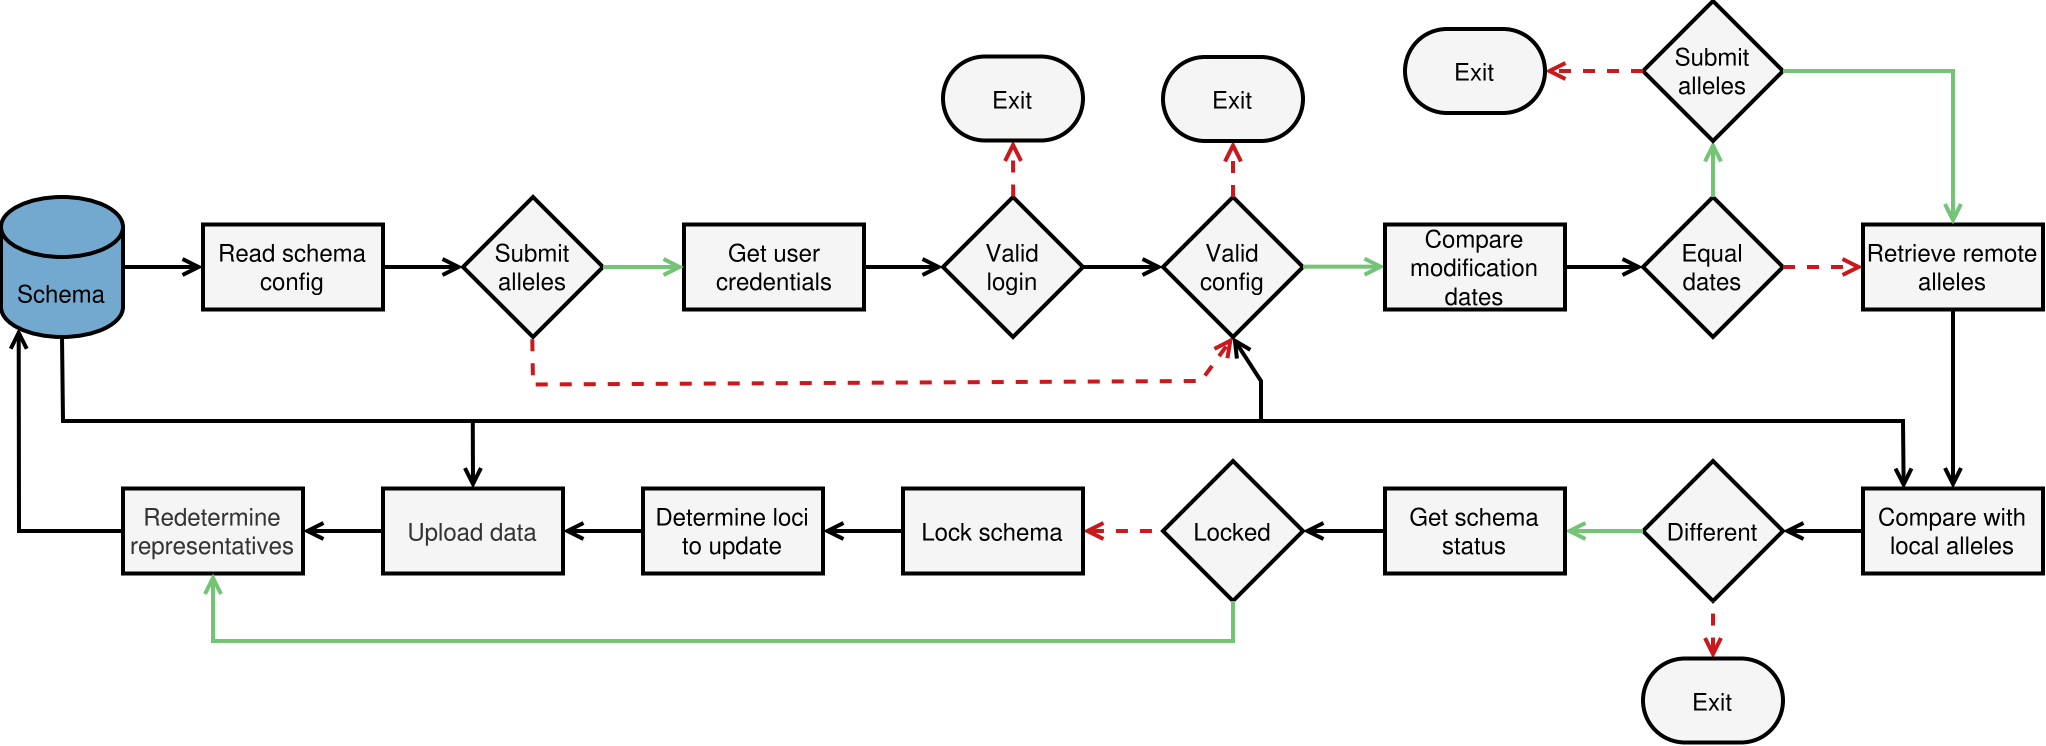 Exit
Submit
alleles
Exit
Exit
Schema
Read schema
config
Submit
alleles
Get user
credentials
Valid
login
Valid
config
Compare
modification
dates
Equal
dates
Retrieve remote
alleles
Redetermine
representatives
Upload data
Determine loci
to update
Lock schema
Locked
Get schema
status
Different
Compare with
local alleles
Exit